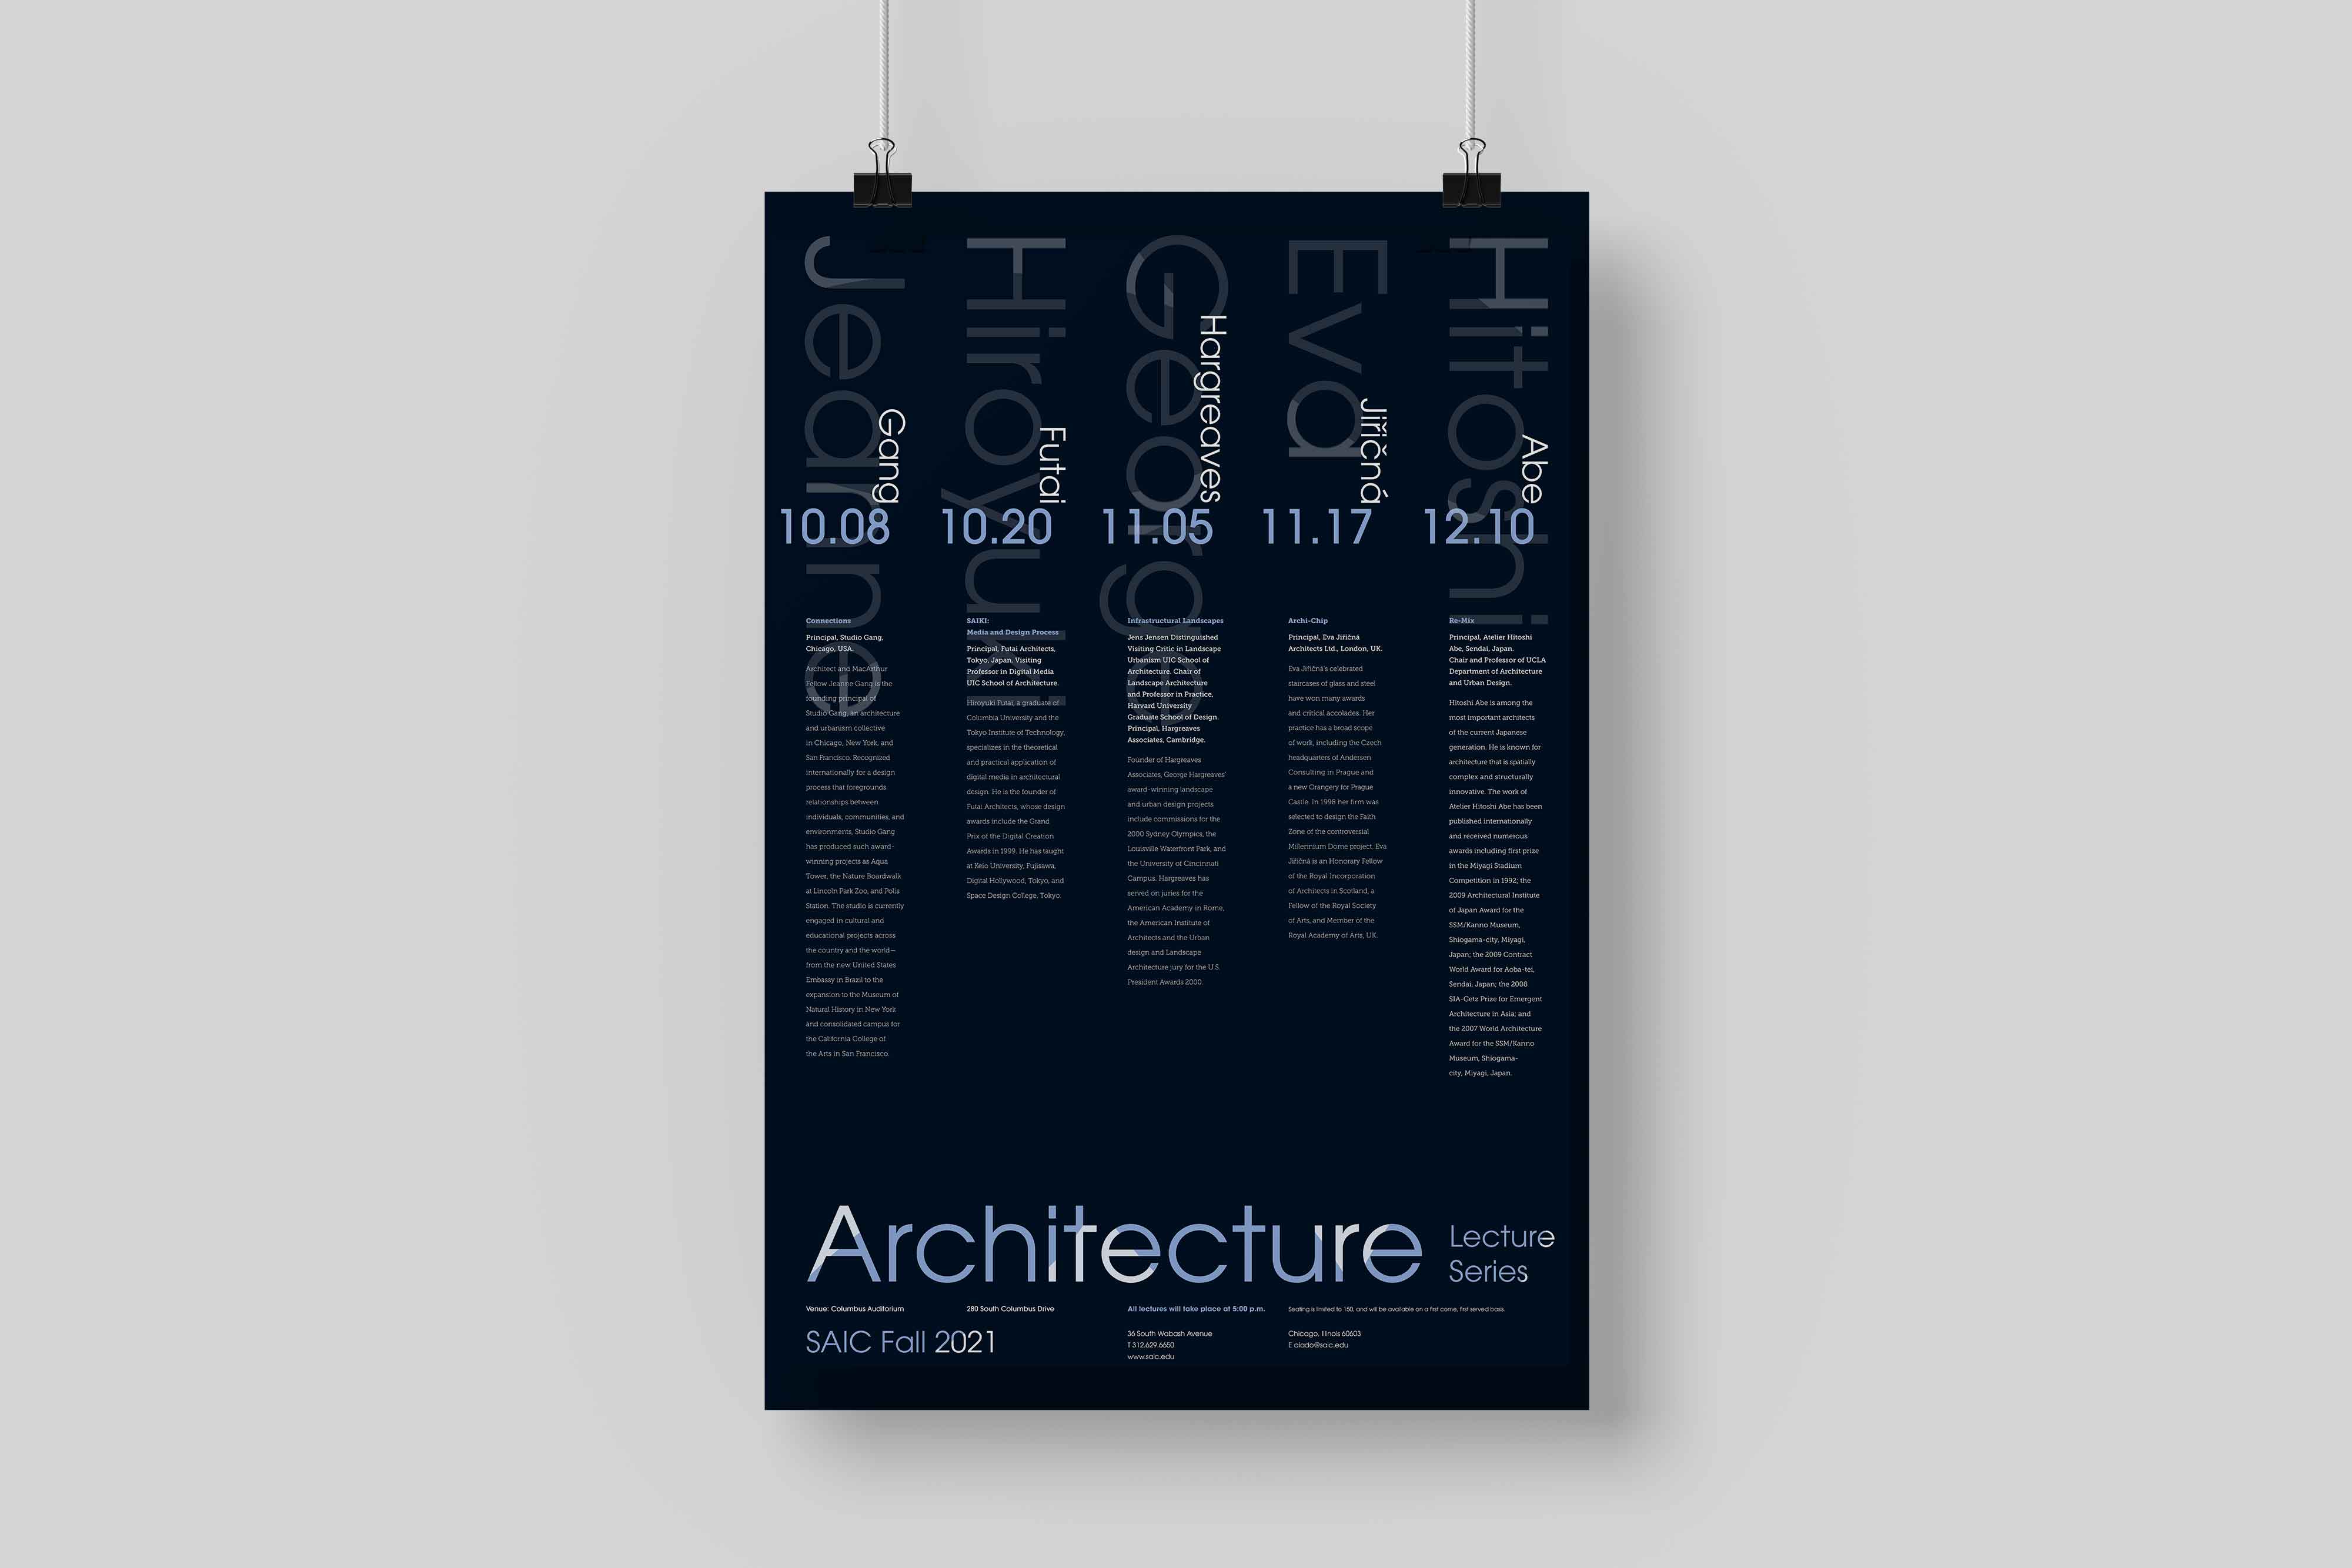 Jeanne
Gang
10.08
Connections
Principal, Studio Gang,
Chicago, USA.
Architect and MacArthur
Fellow Jeanne Gang is the
founding principal of
Studio Gang, an architecture
and urbanism collective
in Chicago, New York, and
San Francisco. Recognized
internationally for a design
process that foregrounds
relationships between
individuals, communities, and
environments, Studio Gang
has produced such award-
winning projects as Aqua
Tower, the Nature Boardwalk
at Lincoln Park Zoo, and Polis
Station. The studio is currently
engaged in cultural and
educational projects across
the country and the world—
from the new United States
Embassy in Brazil to the
expansion to the Museum of
Natural History in New York
and consolidated campus for
the California College of
the Arts in San Francisco.
Hiroyuki
Futai
10.20
SAIKI:
Media and Design Process
Principal, Futai Architects,
Tokyo, Japan. Visiting
Professor in Digital Media
UIC School of Architecture.
Hiroyuki Futai, a graduate of
Columbia University and the
Tokyo Institute of Technology,
specializes in the theoretical
and practical application of
digital media in architectural
design. He is the founder of
Futai Architects, whose design
awards include the Grand
Prix of the Digital Creation
Awards in 1999. He has taught
at Keio University, Fujisawa,
Digital Hollywood, Tokyo, and
Space Design College, Tokyo.
George
Hargreaves
11.05
Infrastructural Landscapes
Jens Jensen Distinguished
Visiting Critic in Landscape
Urbanism UIC School of
Architecture. Chair of
Landscape Architecture
and Professor in Practice,
Harvard University
Graduate School of Design.
Principal, Hargreaves
Associates, Cambridge.
Founder of Hargreaves
Associates, George Hargreaves'
award-winning landscape
and urban design projects
include commissions for the
2000 Sydney Olympics, the
Louisville Waterfront Park, and
the University of Cincinnati
Campus. Hargreaves has
served on juries for the
American Academy in Rome,
the American Institute of
Architects and the Urban
design and Landscape
Architecture jury for the U.S.
President Awards 2000.
Eva
Jiřičná
11.17
Archi-Chip
Principal, Eva Jiřičná
Architects Ltd., London, UK.
Eva Jiřičná's celebrated
staircases of glass and steel
have won many awards
and critical accolades. Her
practice has a broad scope
of work, including the Czech
headquarters of Andersen
Consulting in Prague and
a new Orangery for Prague
Castle. In 1998 her firm was
selected to design the Faith
Zone of the controversial
Millennium Dome project. Eva
Jiřičná is an Honorary Fellow
of the Royal Incorporation
of Architects in Scotland, a
Fellow of the Royal Society
of Arts, and Member of the
Royal Academy of Arts, UK.
Hitoshi
Abe
12.10
Re-Mix
Principal, Atelier Hitoshi
Abe, Sendai, Japan.
Chair and Professor of UCLA
Department of Architecture
and Urban Design.
Hitoshi Abe is among the
most important architects
of the current Japanese
generation. He is known for
architecture that is spatially
complex and structurally
innovative. The work of
Atelier Hitoshi Abe has been
published internationally
and received numerous
awards including first prize
in the Miyagi Stadium
Competition in 1992; the
2009 Architectural Institute
of Japan Award for the
SSM/Kanno Museum,
Shiogama-city, Miyagi,
Japan; the 2009 Contract
World Award for Aoba-tei,
Sendai, Japan; the 2008
SIA-Getz Prize for Emergent
Architecture in Asia; and
the 2007 World Architecture
Award for the SSM/Kanno
Museum, Shiogama-
city, Miyagi, Japan.
Architecture
Lecture
Series
Venue: Columbus Auditorium
280 South Columbus Drive
All lectures will take place at 5:00 p.m.
Seating is limited to 150, and will be available on a first come, first served basis.
SAIC Fall 2021
36 South Wabash Avenue
T 312.629.6650
www.saic.edu
Chicago, Illinois 60603
E aiado@saic.edu